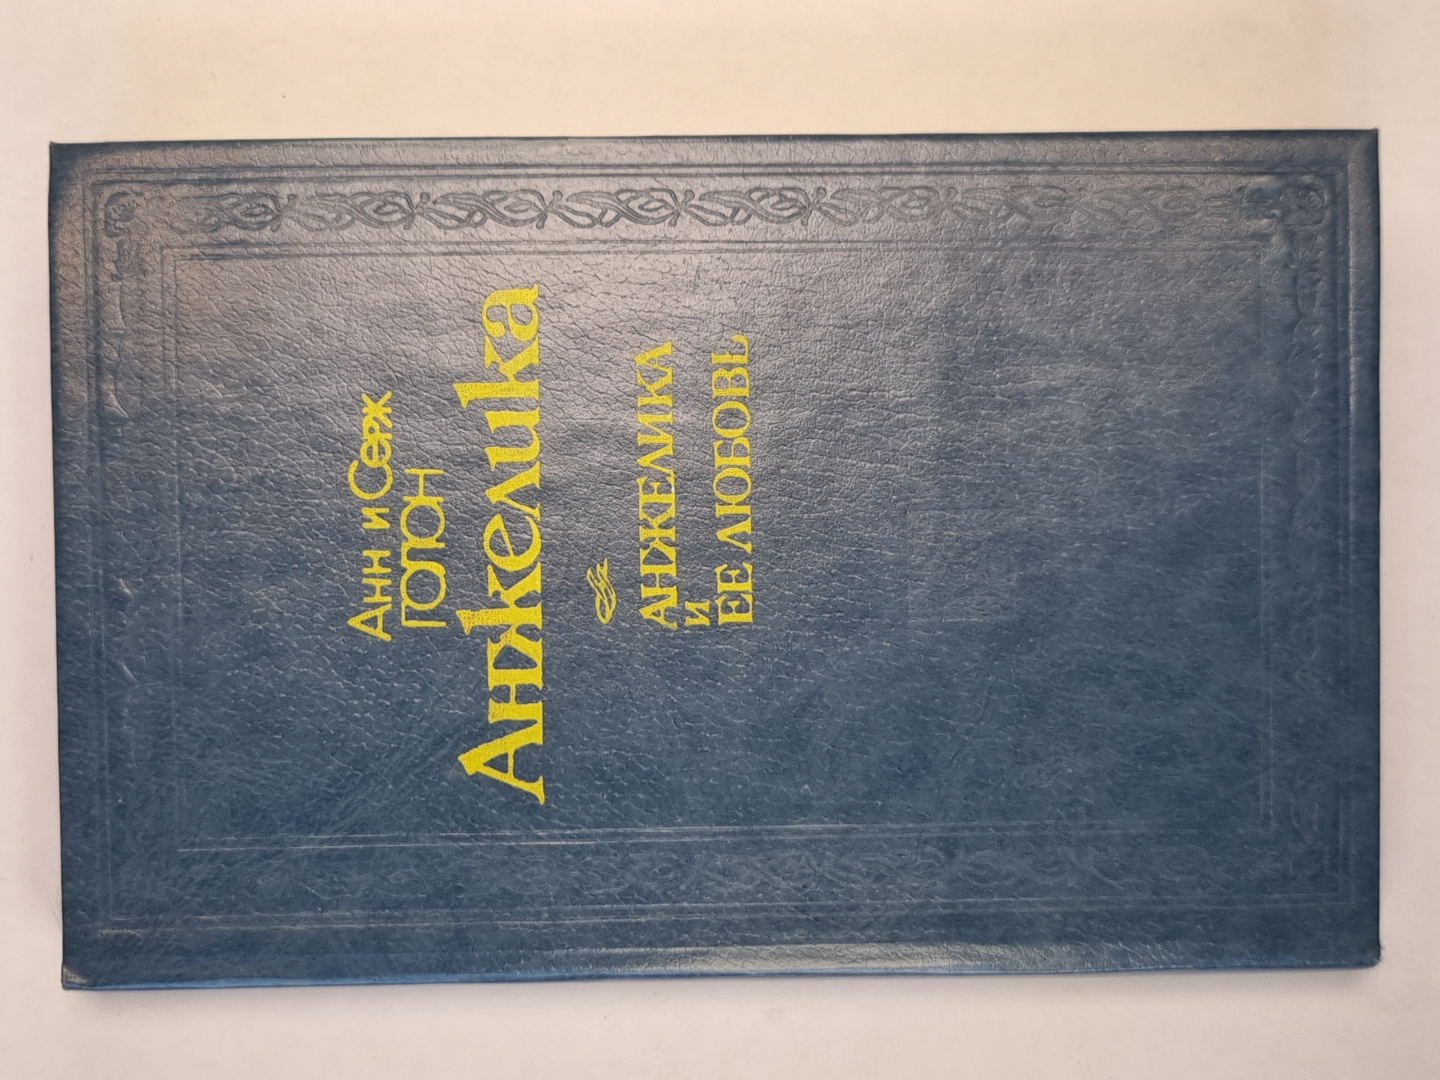 Анн и Серж
ГОЛОН
Анжелика
АНЖЕЛИКА
И
ЕЕ ЛЮБОВЬ